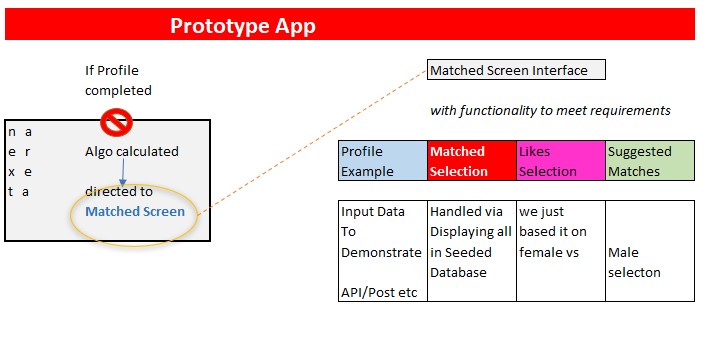 Prototype App
If Profile
completed
n a
e r
x e
t a
Algo calculated
directed to
Matched Screen
Matched Screen Interface
with functionality to meet requirements
Profile Example
Matched Selection
Likes Selection
Suggested Matches
Input Data
To
Demonstrate
API/Post etc
Handled via
Displaying all
in Seeded
Database
we just
based it on
female vs
Male
selecton